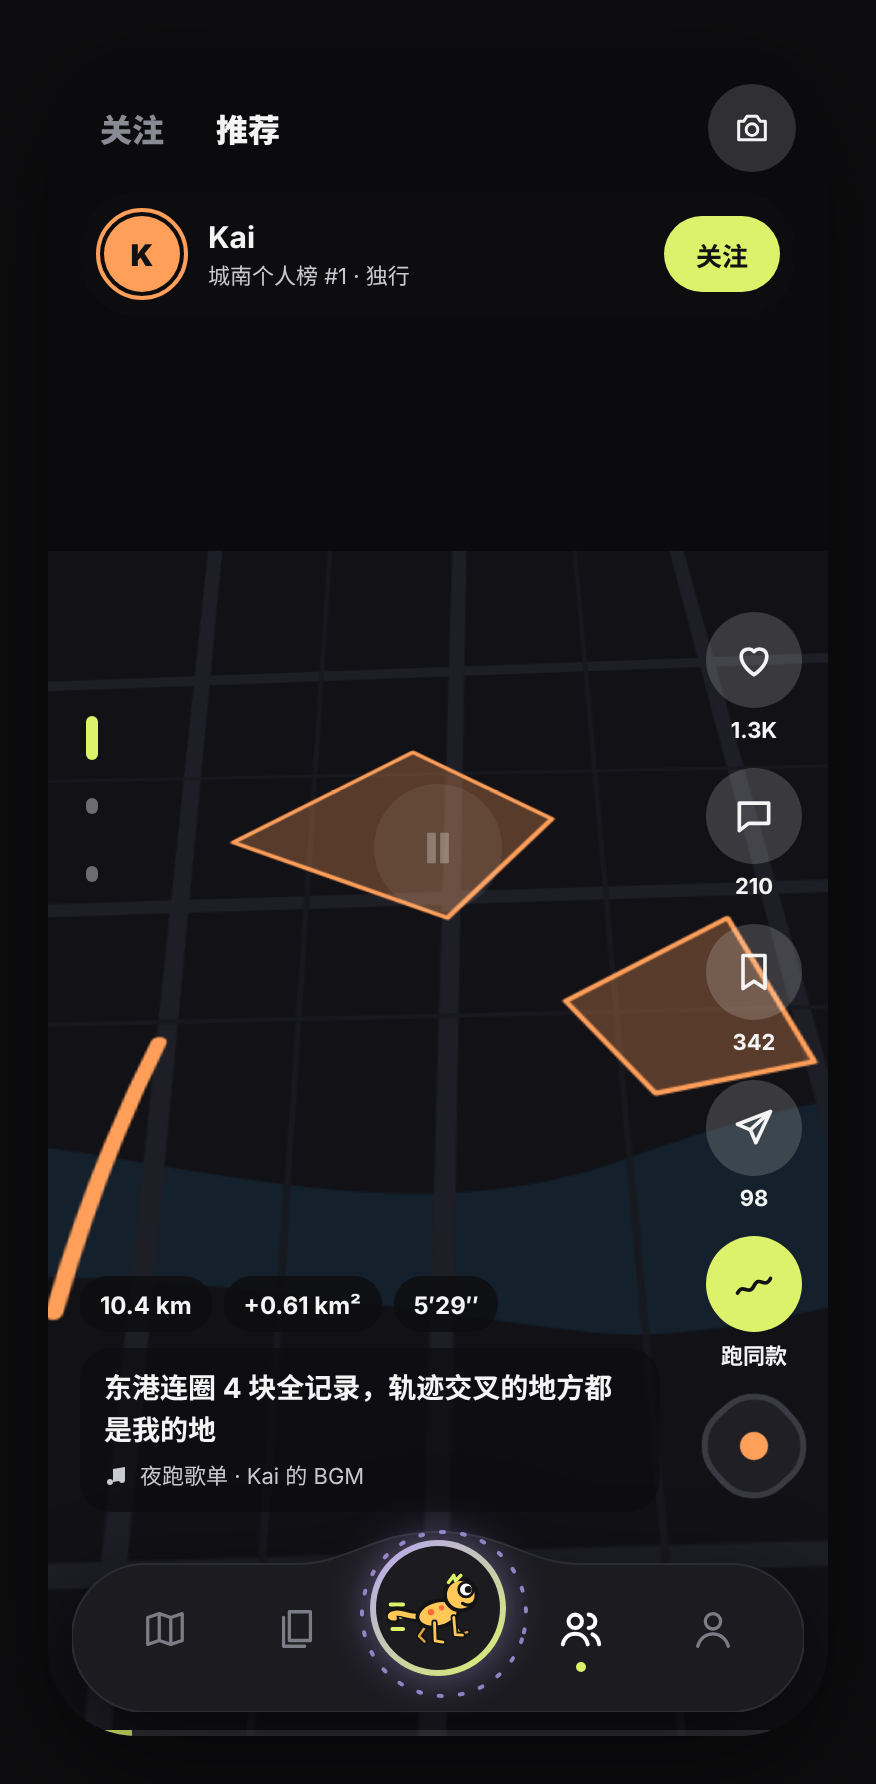 关注
推荐
K
Kai
城南个人榜 #1 · 独行
关注
1.3K
210
342
98
10.4 km
+0.61 km²
5′29′′
跑同款
东港连圈 4 块全记录，轨迹交叉的地方都
是我的地
夜跑歌单 · Kai 的 BGM